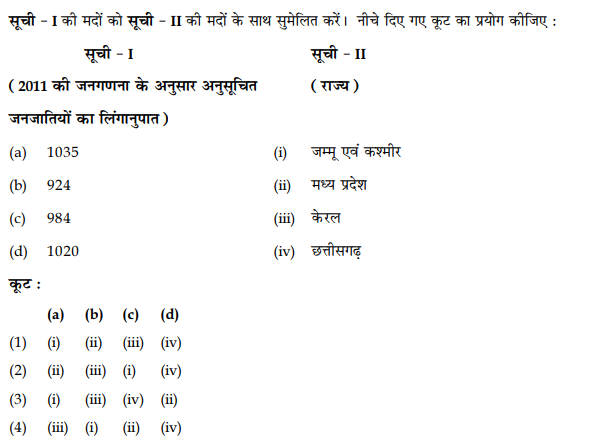 सूची - I की मदों को सूची - II की मदों के साथ सुमेलित करें। नीचे दिए गए कूट का प्रयोग कीजिए :
सूची - I सूची - II
( 2011 की जनगणना के अनुसार अनुसूचित ( राज्य )
जनजातियों का लिंगानुपात )
(a) 1035 (i) जम्मू एवं कश्मीर
(b) 924 (ii) मध्य प्रदेश
(c) 984 (iii) केरल
(d) 1020 (iv) छत्तीसगढ़
कूट :
(a) (b) (c) (d)
(1) (i) (ii) (iii) (iv)
(2) (ii) (iii) (i) (iv)
(3) (i) (iii) (iv) (ii)
(4) (iii) (i) (ii) (iv)